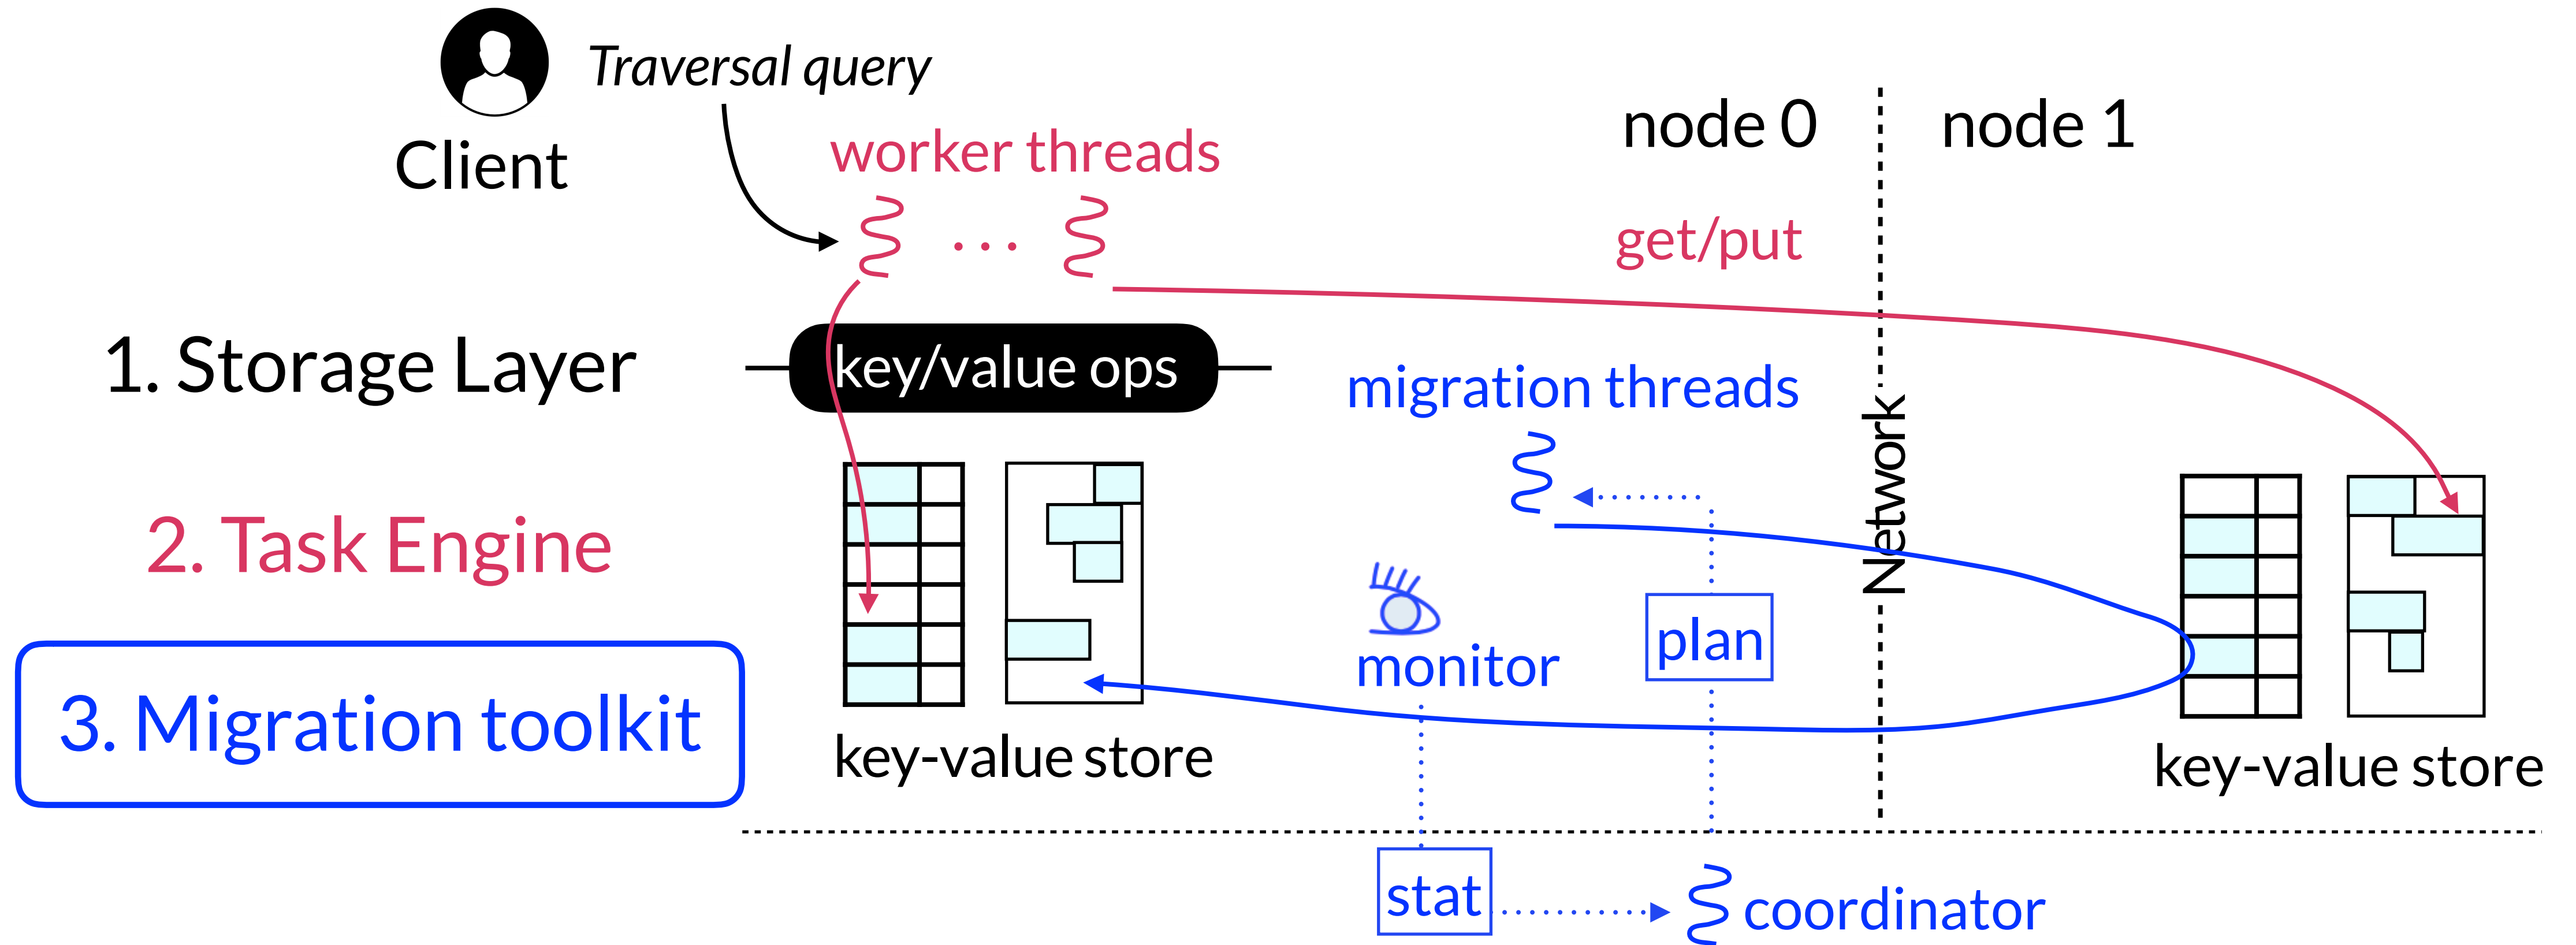 Traversal query
Client
worker threads
node 0
node 1
get/put
1. Storage Layer
key/value ops
migration threads
Network
2. Task Engine
monitor
plan
3. Migration toolkit
key-value store
key-value store
stat
coordinator